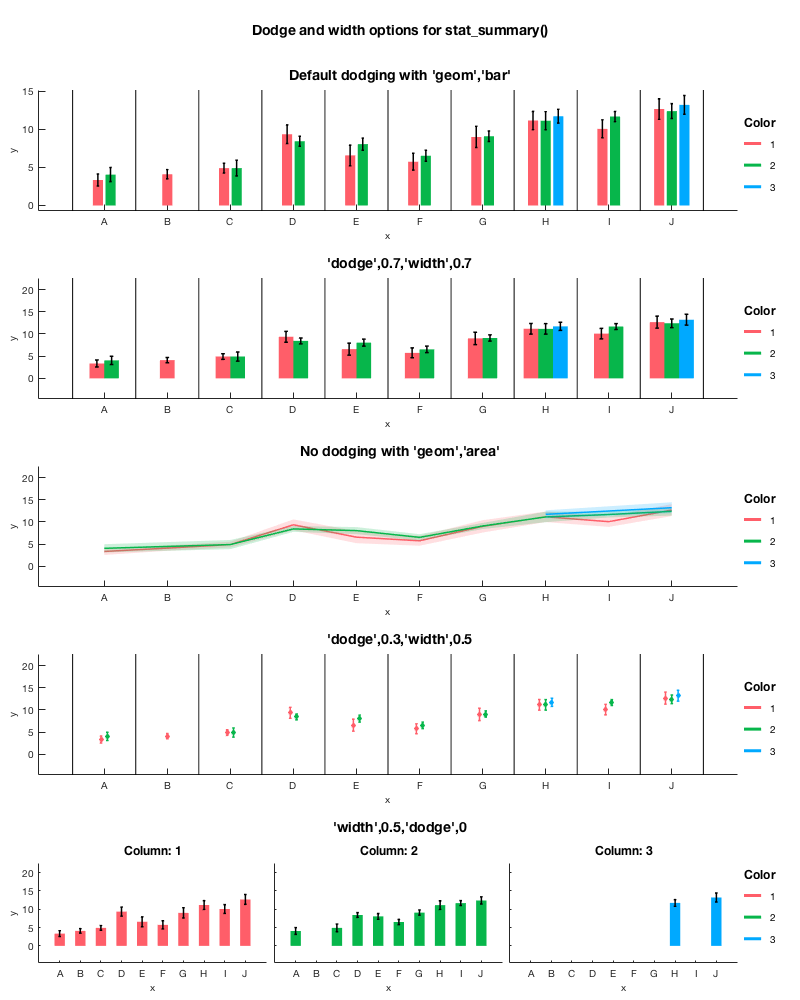 Dodge and width options for stat_summary()
Default dodging with 'geom','bar'
15
10
5
0
y
A B C D E F G H I J
x
Color
1
2
3
'dodge',0.7,'width',0.7
20
15
10
5
0
y
A B C D E F G H I J
x
Color
1
2
3
No dodging with 'geom','area'
20
15
10
5
0
y
A B C D E F G H I J
x
Color
1
2
3
'dodge',0.3,'width',0.5
20
15
10
5
0
y
A B C D E F G H I J
x
Color
1
2
3
'width',0.5,'dodge',0
Column: 1
20
15
10
5
0
y
A B C D E F G H I J
x
Column: 2
A B C D E F G H I J
x
Column: 3
A B C D E F G H I J
x
Color
1
2
3